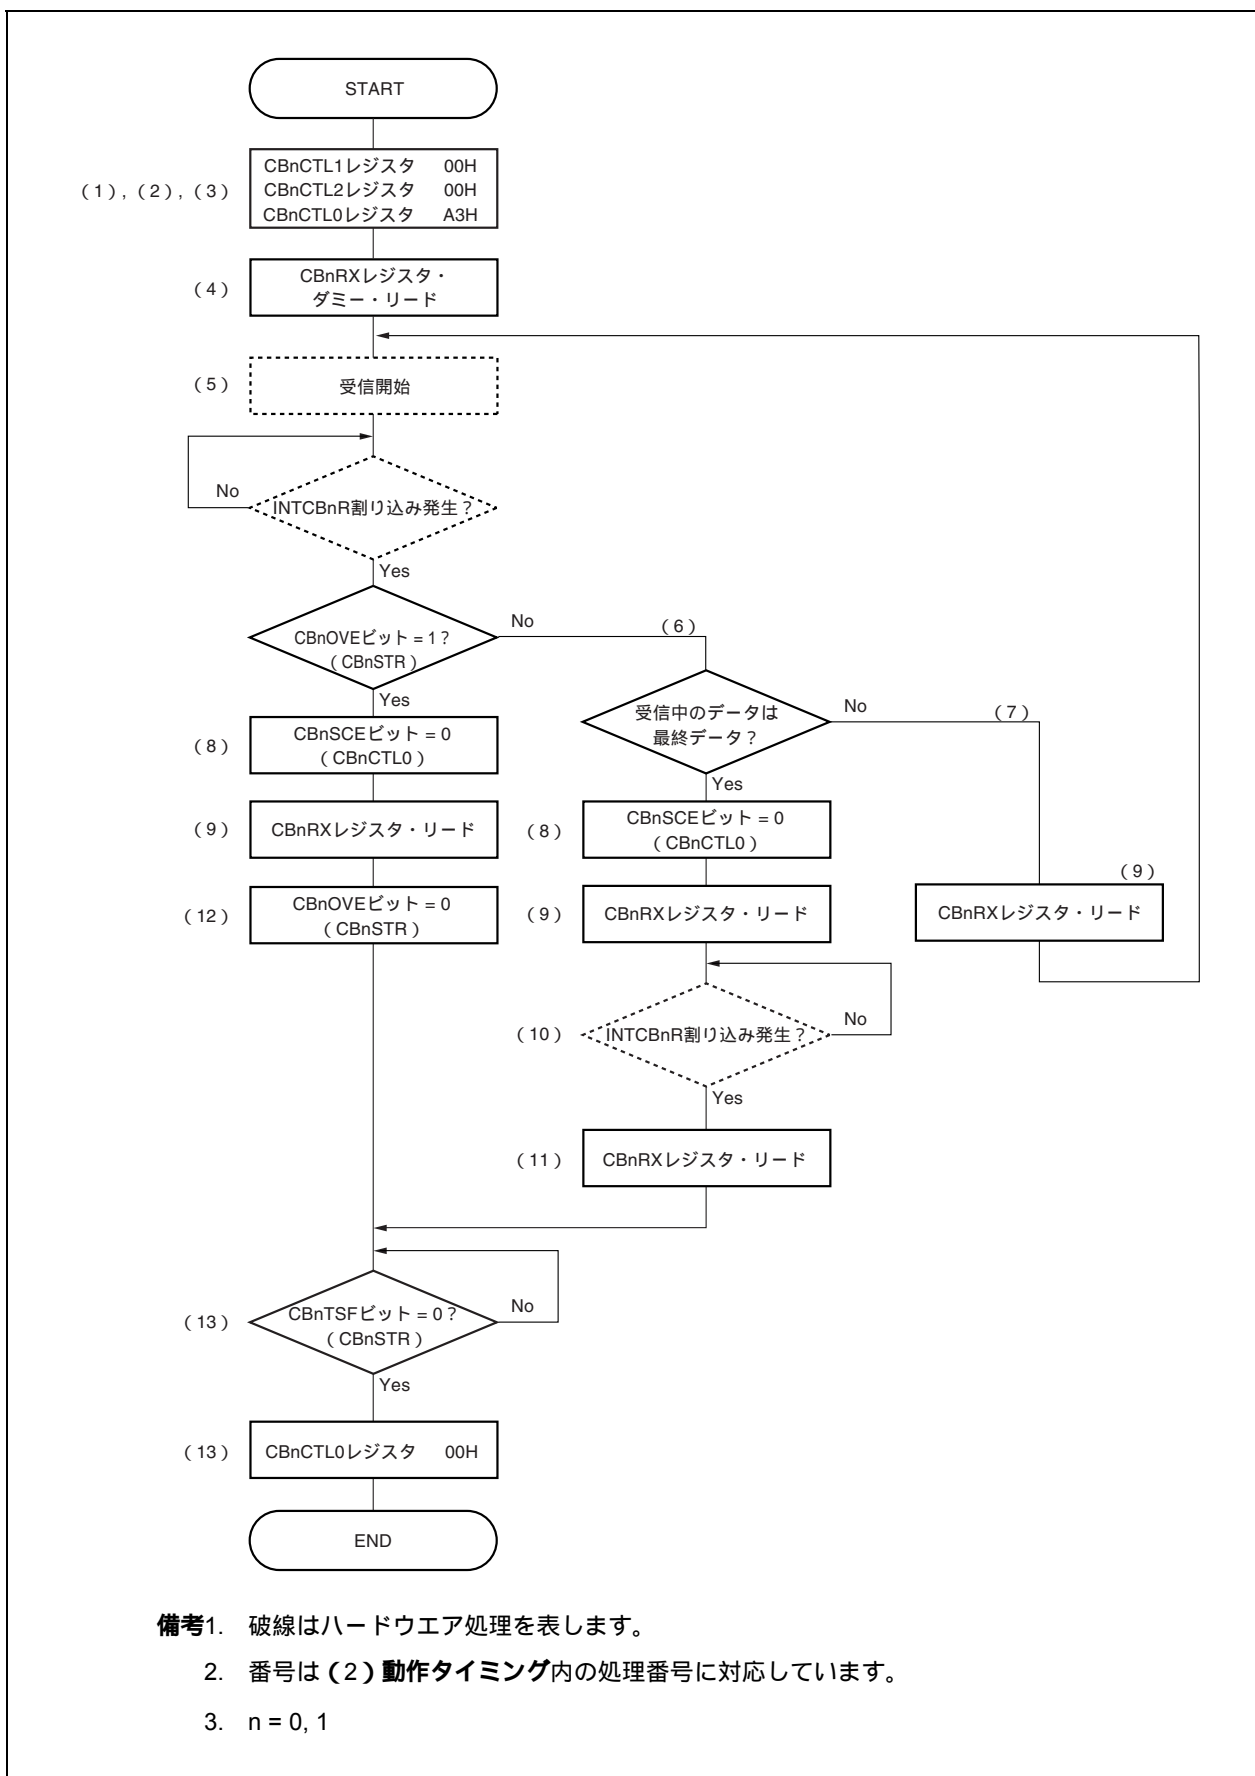 START
(1), (2), (3)
CBnCTL1レジスタ 00H
CBnCTL2レジスタ 00H
CBnCTL0レジスタ A3H
(4)
CBnRXレジスタ・
ダミー・リード
(5)
受信開始
No
INTCBnR割り込み発生?
Yes
CBnOVEビット = 1?
(CBnSTR)
No
(6)
Yes
受信中のデータは
最終データ?
No
(7)
Yes
(8)
CBnSCEビット = 0
(CBnCTL0)
(9)
CBnRXレジスタ・リード
(12)
CBnOVEビット = 0
(CBnSTR)
(8)
CBnSCEビット = 0
(CBnCTL0)
(9)
CBnRXレジスタ・リード
(9)
CBnRXレジスタ・リード
(10)
INTCBnR割り込み発生?
No
Yes
(11)
CBnRXレジスタ・リード
(13)
CBnTSFビット = 0?
(CBnSTR)
No
Yes
(13)
CBnCTL0レジスタ 00H
END
備考1. 破線はハードウエア処理を表します。
2. 番号は(2)動作タイミング内の処理番号に対応しています。
3. n = 0, 1